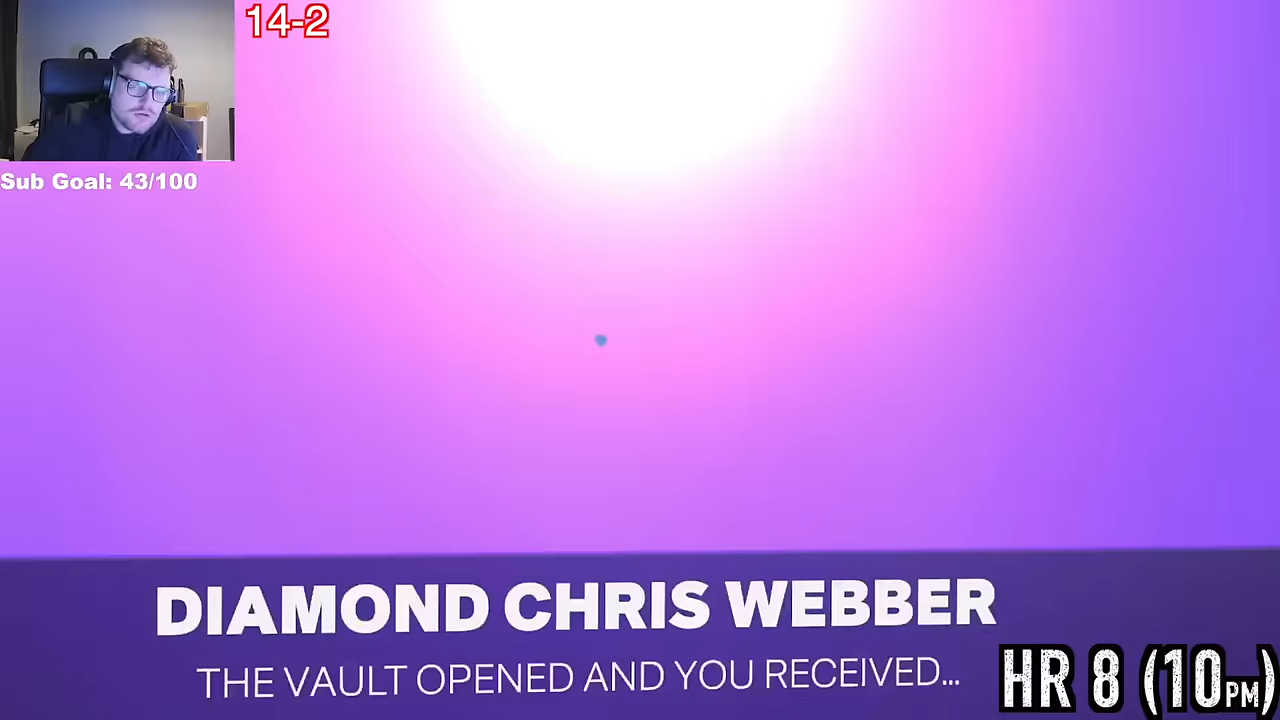 14-2
Sub Goal: 43/100
DIAMOND CHRIS WEBBER
THE VAULT OPENED AND YOU RECEIVED...
HR 8 (10PM)